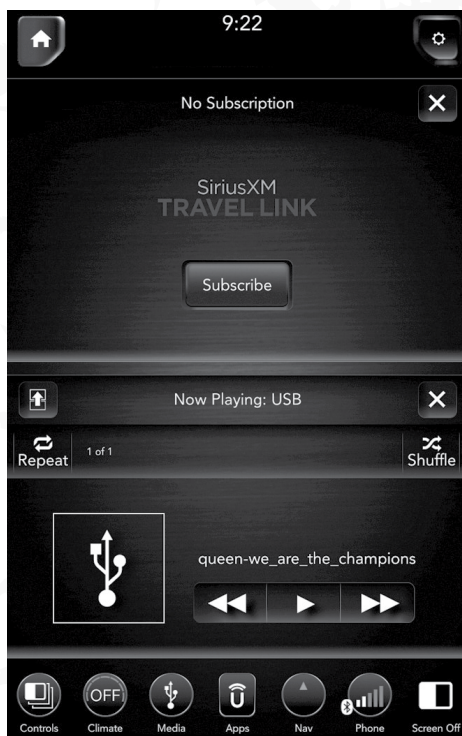 9:22
No Subscription
SiriusXM
TRAVEL LINK
Subscribe
Now Playing: USB
Repeat
1 of 1
Shuffle
queen-we_are_the_champions
OFF
Controls Climate Media Apps Nav Phone Screen Off